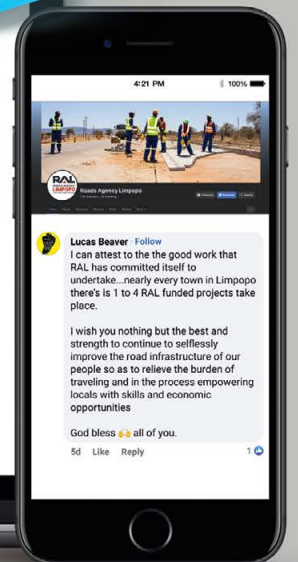 4:21 PM
100%
RAL
LIMPOPO
Roads Agency Limpopo
Lucas Beaver · Follow
I can attest to the the good work that
RAL has committed itself to
undertake...nearly every town in Limpopo
there's is 1 to 4 RAL funded projects take
place.
I wish you nothing but the best and
strength to continue to selflessly
improve the road infrastructure of our
people so as to relieve the burden of
traveling and in the process empowering
locals with skills and economic
opportunities
God bless 🙌 all of you.
5d Like Reply 1